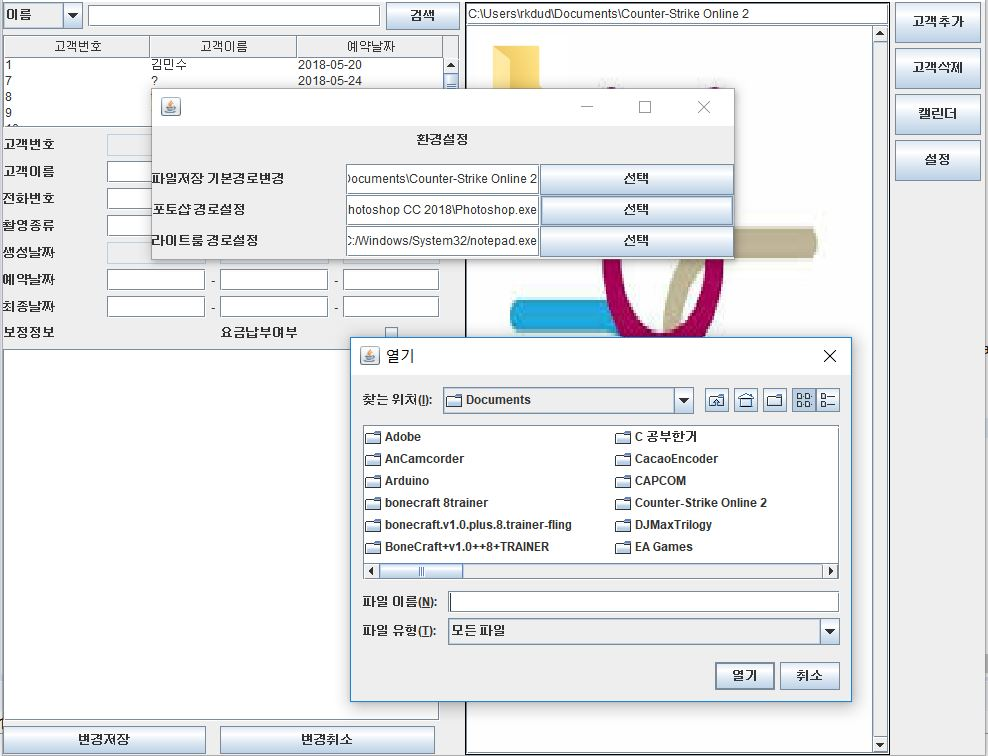 이름
검색
C:\Users\rkdud\Documents\Counter-Strike Online 2
고객추가
고객번호 고객이름 예약날짜
1 김민수 2018-05-20
7 ? 2018-05-24
8
9
고객삭제
캘린더
설정
환경설정
파일저장 기본경로변경 ocuments\Counter-Strike Online 2 선택
포토샵 경로설정 hotoshop CC 2018\Photoshop.exe 선택
라이트룸 경로설정 C:/Windows/System32/notepad.exe 선택
고객번호
고객이름
전화번호
촬영종류
생성날짜
예약날짜 - -
최종날짜 - -
보정정보 요금납부여부
열기
찾는 위치(I): Documents
Adobe
AnCamcorder
Arduino
bonecraft 8trainer
bonecraft.v1.0.plus.8.trainer-fling
BoneCraft+v1.0++8+TRAINER
C 공부한거
CacaoEncoder
CAPCOM
Counter-Strike Online 2
DJMaxTrilogy
EA Games
파일 이름(N):
파일 유형(T): 모든 파일
열기 취소
변경저장 변경취소